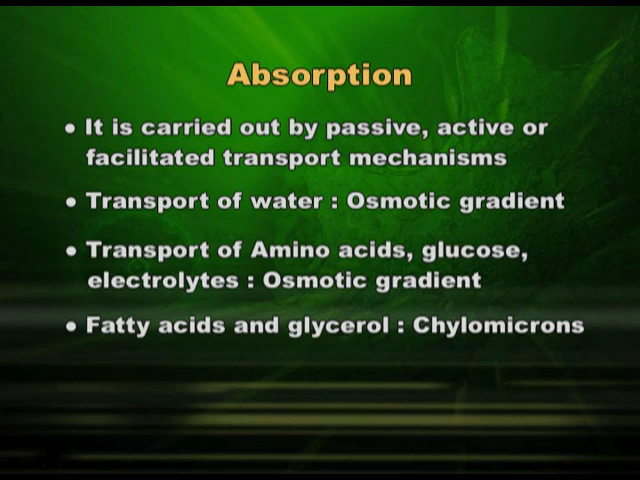 Absorption
• It is carried out by passive, active or
facilitated transport mechanisms
• Transport of water : Osmotic gradient
• Transport of Amino acids, glucose,
electrolytes : Osmotic gradient
• Fatty acids and glycerol : Chylomicrons